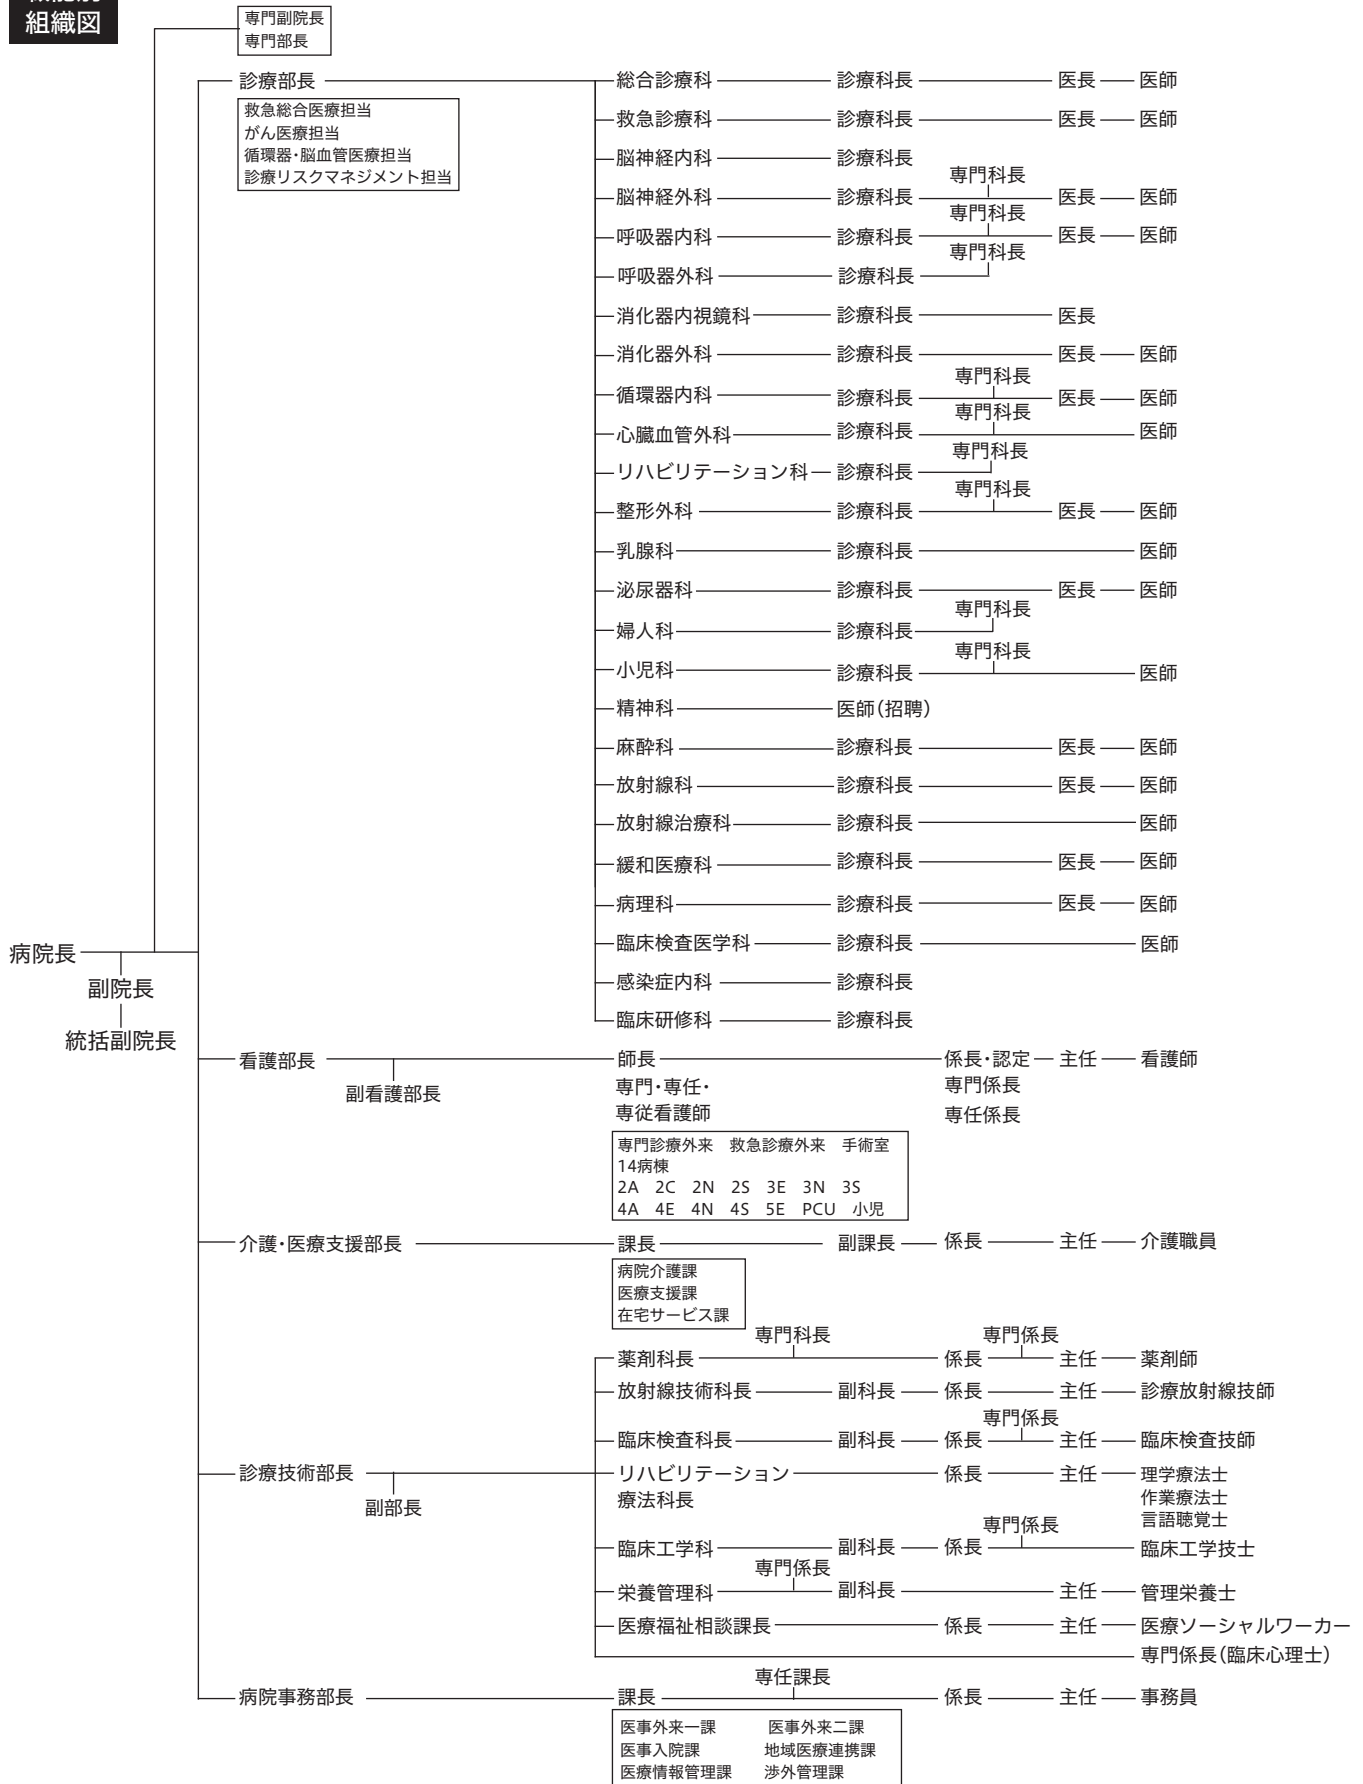 組織図
専門副院長
専門部長
診療部長 総合診療科 診療科長 医長 医師
救急総合医療担当
がん医療担当
循環器・脳血管医療担当
診療リスクマネジメント担当
救急診療科 診療科長 医長 医師
脳神経内科 診療科長
専門科長
脳神経外科 診療科長 医長 医師
専門科長
呼吸器内科 診療科長 医長 医師
専門科長
呼吸器外科 診療科長
消化器内視鏡科 診療科長 医長
消化器外科 診療科長 医長 医師
専門科長
循環器内科 診療科長 医長 医師
専門科長
心臓血管外科 診療科長 医師
専門科長
リハビリテーション科 診療科長
専門科長
整形外科 診療科長 医長 医師
乳腺科 診療科長 医師
泌尿器科 診療科長 医長 医師
専門科長
婦人科 診療科長
専門科長
小児科 診療科長 医師
精神科 医師(招聘)
麻酔科 診療科長 医長 医師
放射線科 診療科長 医長 医師
放射線治療科 診療科長 医師
緩和医療科 診療科長 医長 医師
病理科 診療科長 医長 医師
臨床検査医学科 診療科長 医師
感染症内科 診療科長
臨床研修科 診療科長
病院長
副院長
統括副院長
看護部長 師長 係長・認定 主任 看護師
副看護部長
専門・専任・
専従看護師
専門係長
専任係長
専門診療外来 救急診療外来 手術室
14病棟
2A 2C 2N 2S 3E 3N 3S
4A 4E 4N 4S 5E PCU 小児
介護・医療支援部長 課長 副課長 係長 主任 介護職員
病院介護課
医療支援課
在宅サービス課
専門科長 専門係長
薬剤科長 係長 主任 薬剤師
放射線技術科長 副科長 係長 主任 診療放射線技師
専門係長
臨床検査科長 副科長 係長 主任 臨床検査技師
診療技術部長 リハビリテーション 係長 主任 理学療法士
副部長 療法科長 作業療法士
言語聴覚士
専門係長
臨床工学科 副科長 係長 臨床工学技士
専門係長
栄養管理科 副科長 主任 管理栄養士
医療福祉相談課長 係長 主任 医療ソーシャルワーカー
専門係長(臨床心理士)
専任課長
病院事務部長 課長 係長 主任 事務員
医事外来一課 医事外来二課
医事入院課 地域医療連携課
医療情報管理課 渉外管理課